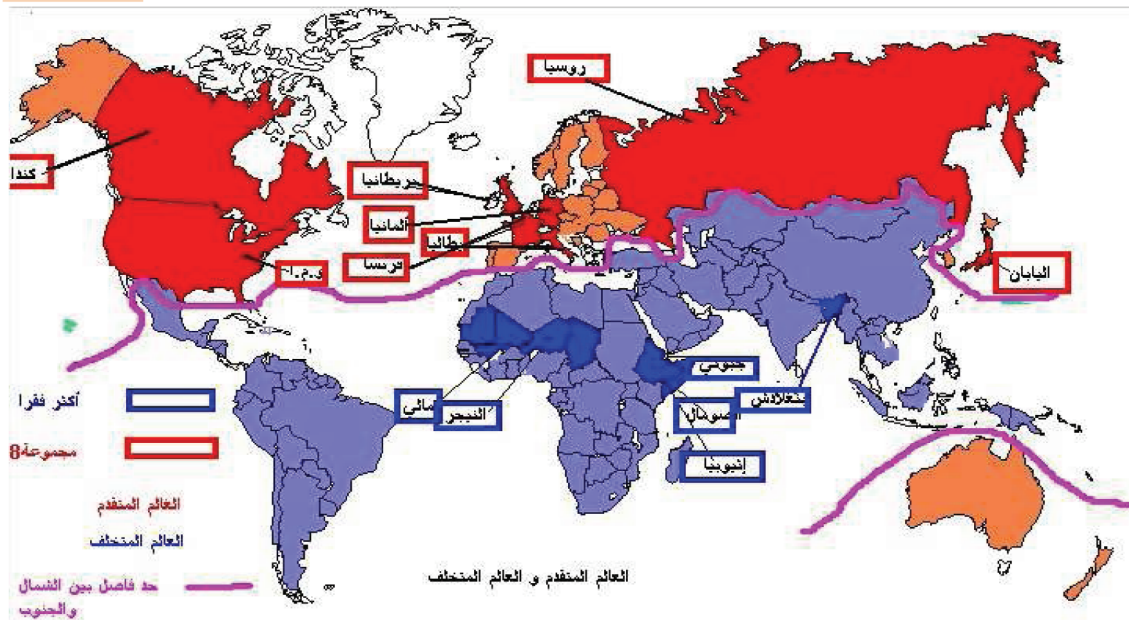 روسيا
كندا
بريطانيا
ألمانيا
يطاليا
فرنسا
و.م.ا
اليابان
جيبوتي
بنغلادش
الصومال
إثيوبيا
مالي
النيجر
أكثر فقرا
مجموعة8
العالم المتقدم
العالم المتخلف
حد فاصل بين الشمال
والجنوب
العالم المتقدم و العالم المتخلف